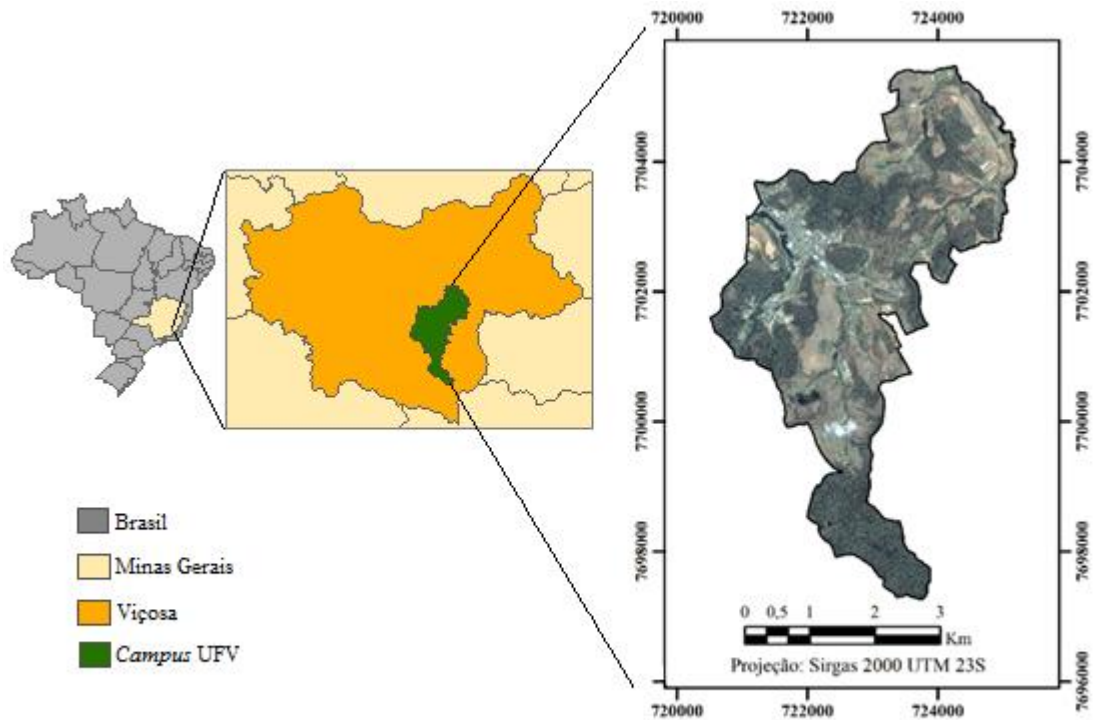 720000 722000 724000
7704000
7702000
7700000
7698000
7704000
7702000
7700000
7698000
7696000
Brasil
Minas Gerais
Viçosa
Campus UFV
0 0,5 1 2 3
Km
Projeção: Sirgas 2000 UTM 23S
720000 722000 724000